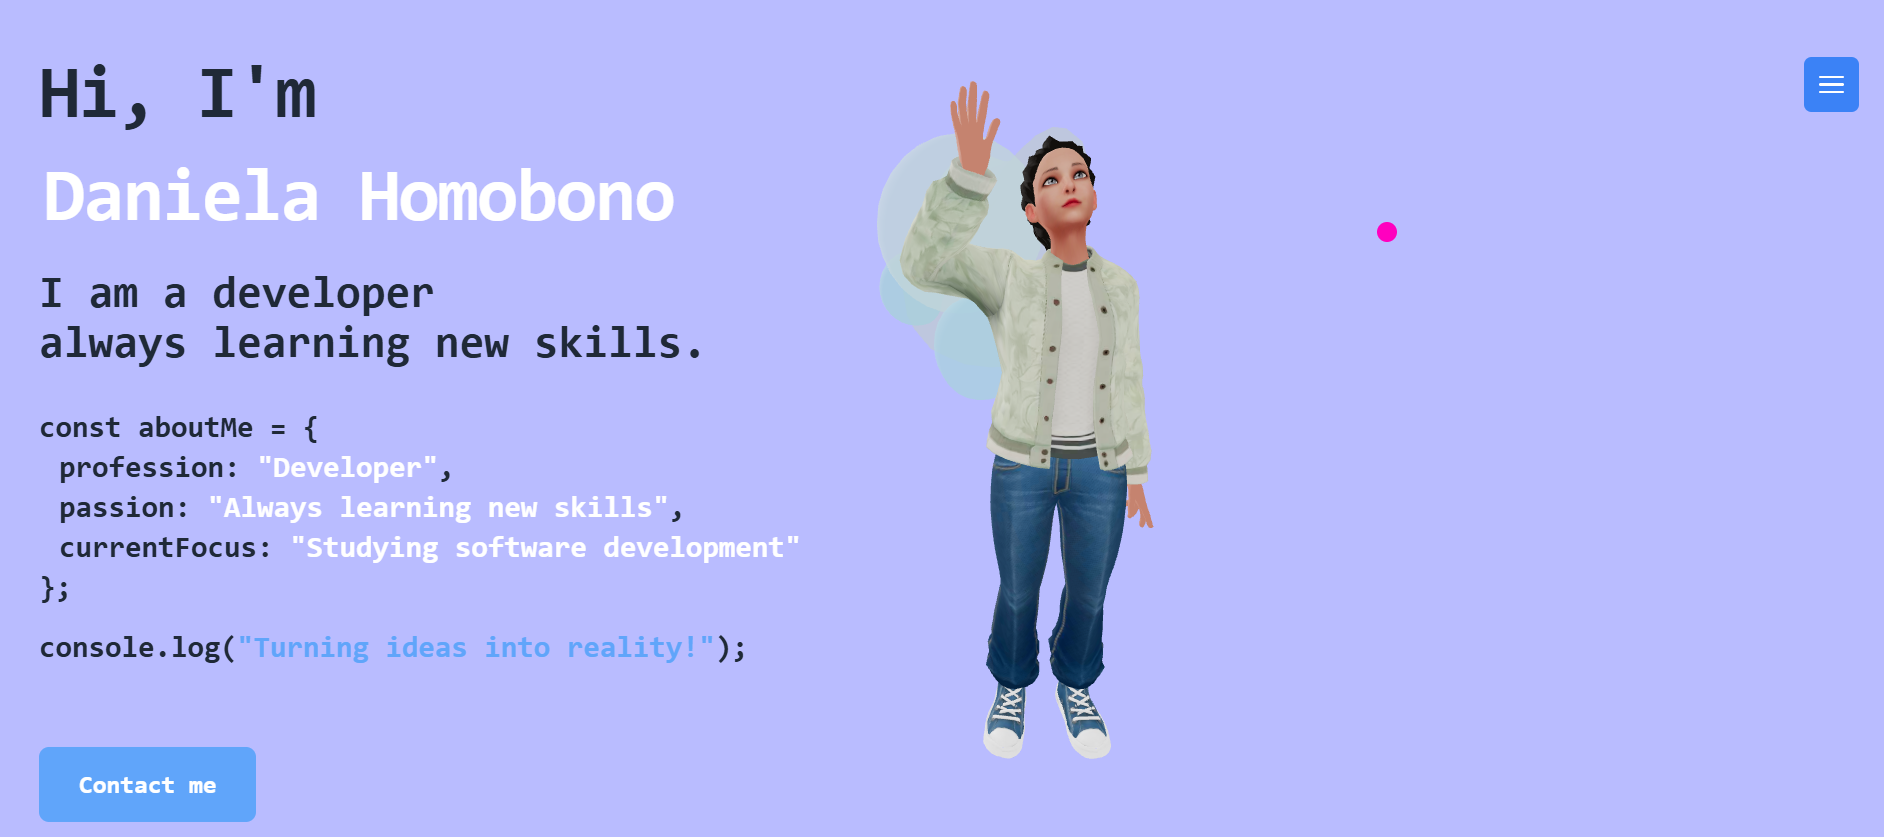 Hi, I'm
Daniela Homobono
I am a developer
always learning new skills.
const aboutMe = {
profession: "Developer",
passion: "Always learning new skills",
currentFocus: "Studying software development"
};
console.log("Turning ideas into reality!");
Contact me